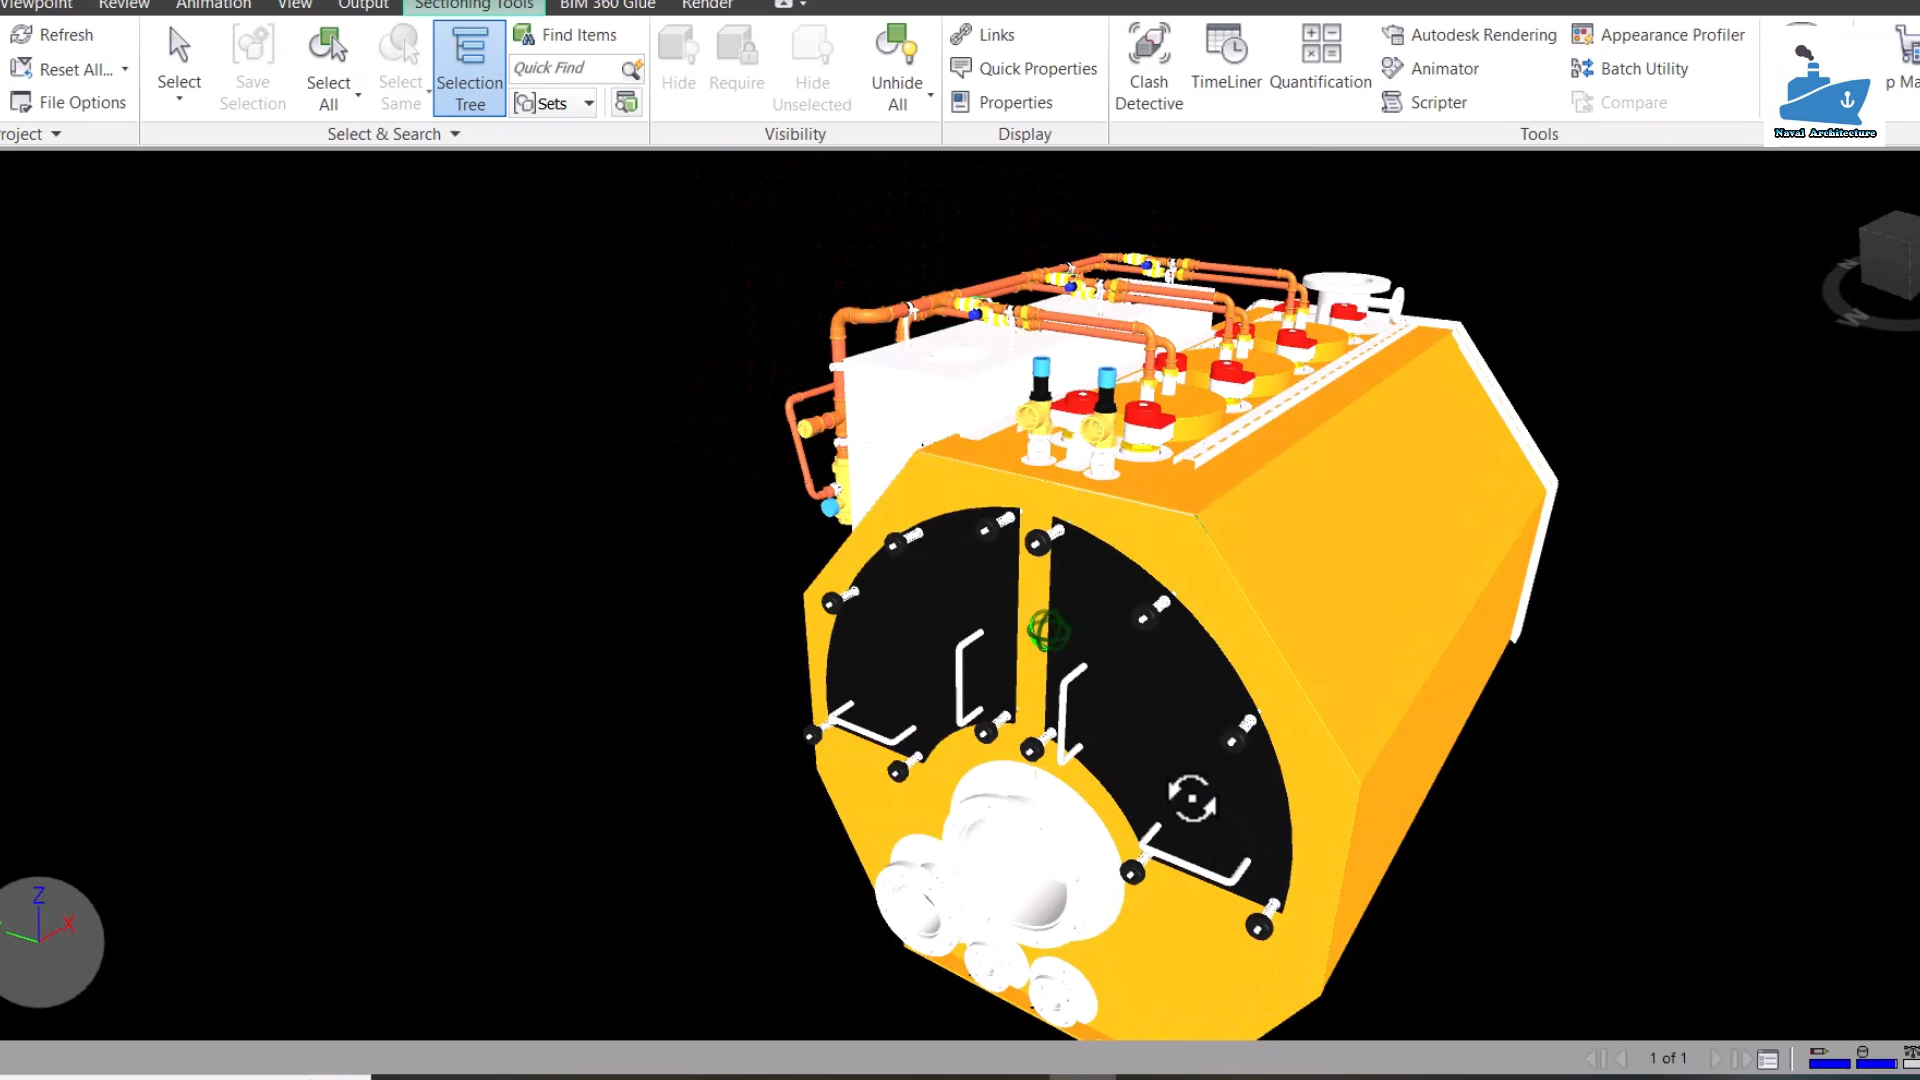 Viewpoint Review Animation View Output Sectioning Tools BIM 360 Glue Render
Refresh
Reset All...
File Options
Project
Select
Save Selection
Select All
Select Same
Selection Tree
Find Items
Quick Find
Sets
Select & Search
Hide
Require
Hide Unselected
Unhide All
Visibility
Links
Quick Properties
Properties
Display
Clash Detective
TimeLiner
Quantification
Autodesk Rendering
Animator
Scripter
Appearance Profiler
Batch Utility
Compare
Tools
Naval Architecture
Z
X
1 of 1